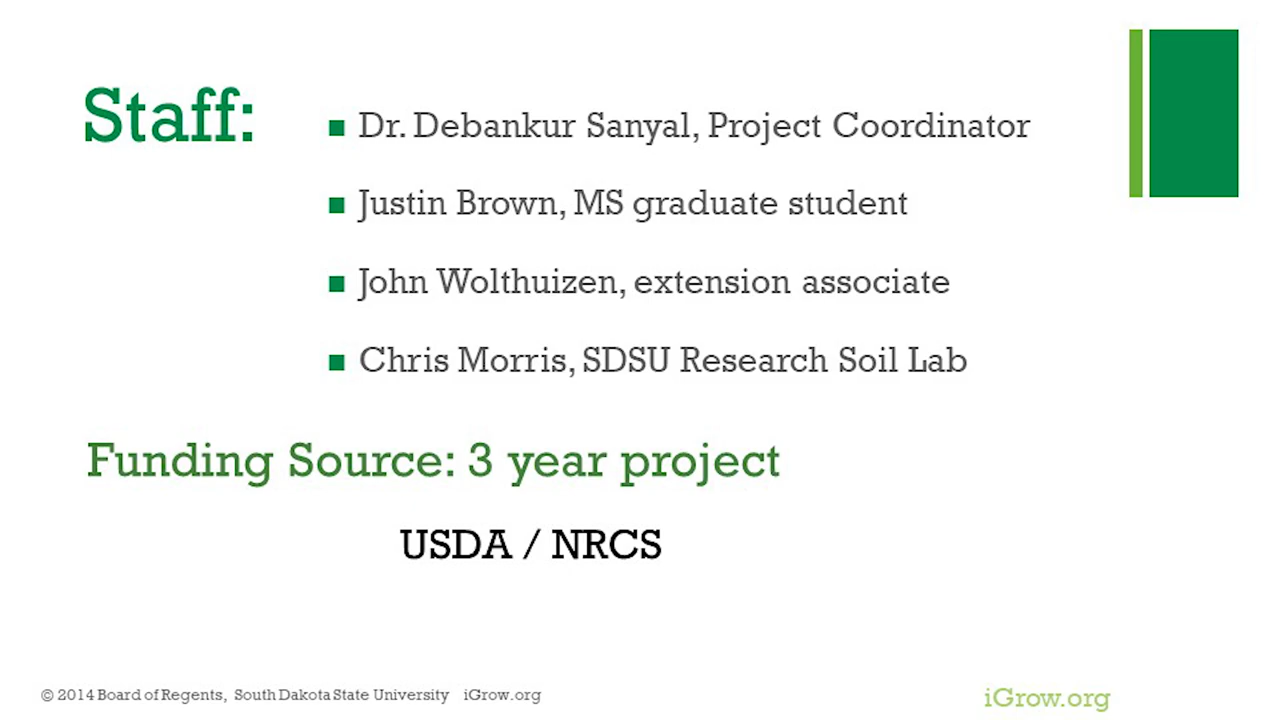 Staff:
Dr. Debankur Sanyal, Project Coordinator
Justin Brown, MS graduate student
John Wolthuizen, extension associate
Chris Morris, SDSU Research Soil Lab
Funding Source: 3 year project
USDA / NRCS
© 2014 Board of Regents, South Dakota State University iGrow.org
iGrow.org